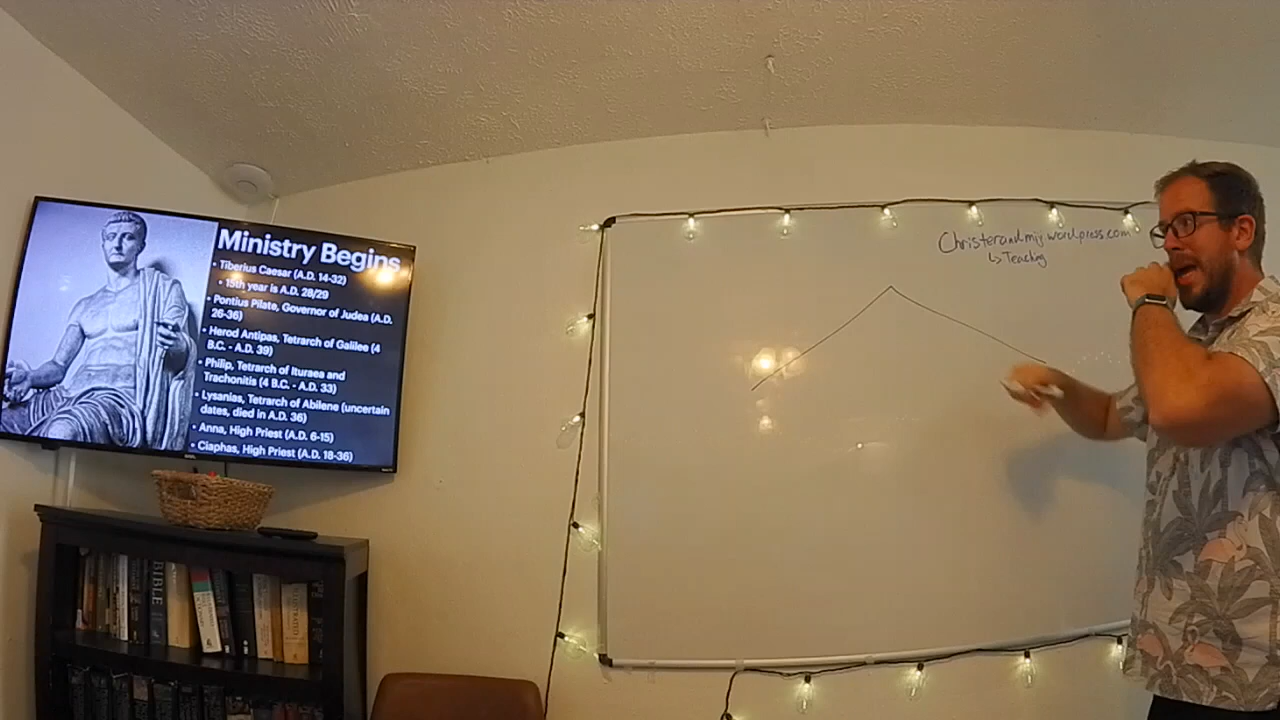 Ministry Begins
• Tiberius Caesar (A.D. 14-32)
• 15th year is A.D. 28/29
• Pontius Pilate, Governor of Judea (A.D.
26-36)
• Herod Antipas, Tetrarch of Galilee (4
B.C. - A.D. 39)
• Philip, Tetrarch of Ituraea and
Trachonitis (4 B.C. - A.D. 33)
• Lysanias, Tetrarch of Abilene (uncertain
dates, died in A.D. 36)
• Anna, High Priest (A.D. 6-15)
• Ciaphas, High Priest (A.D. 18-36)
Christerandmij.wordpress.com
↳ Teaching
BIBLE